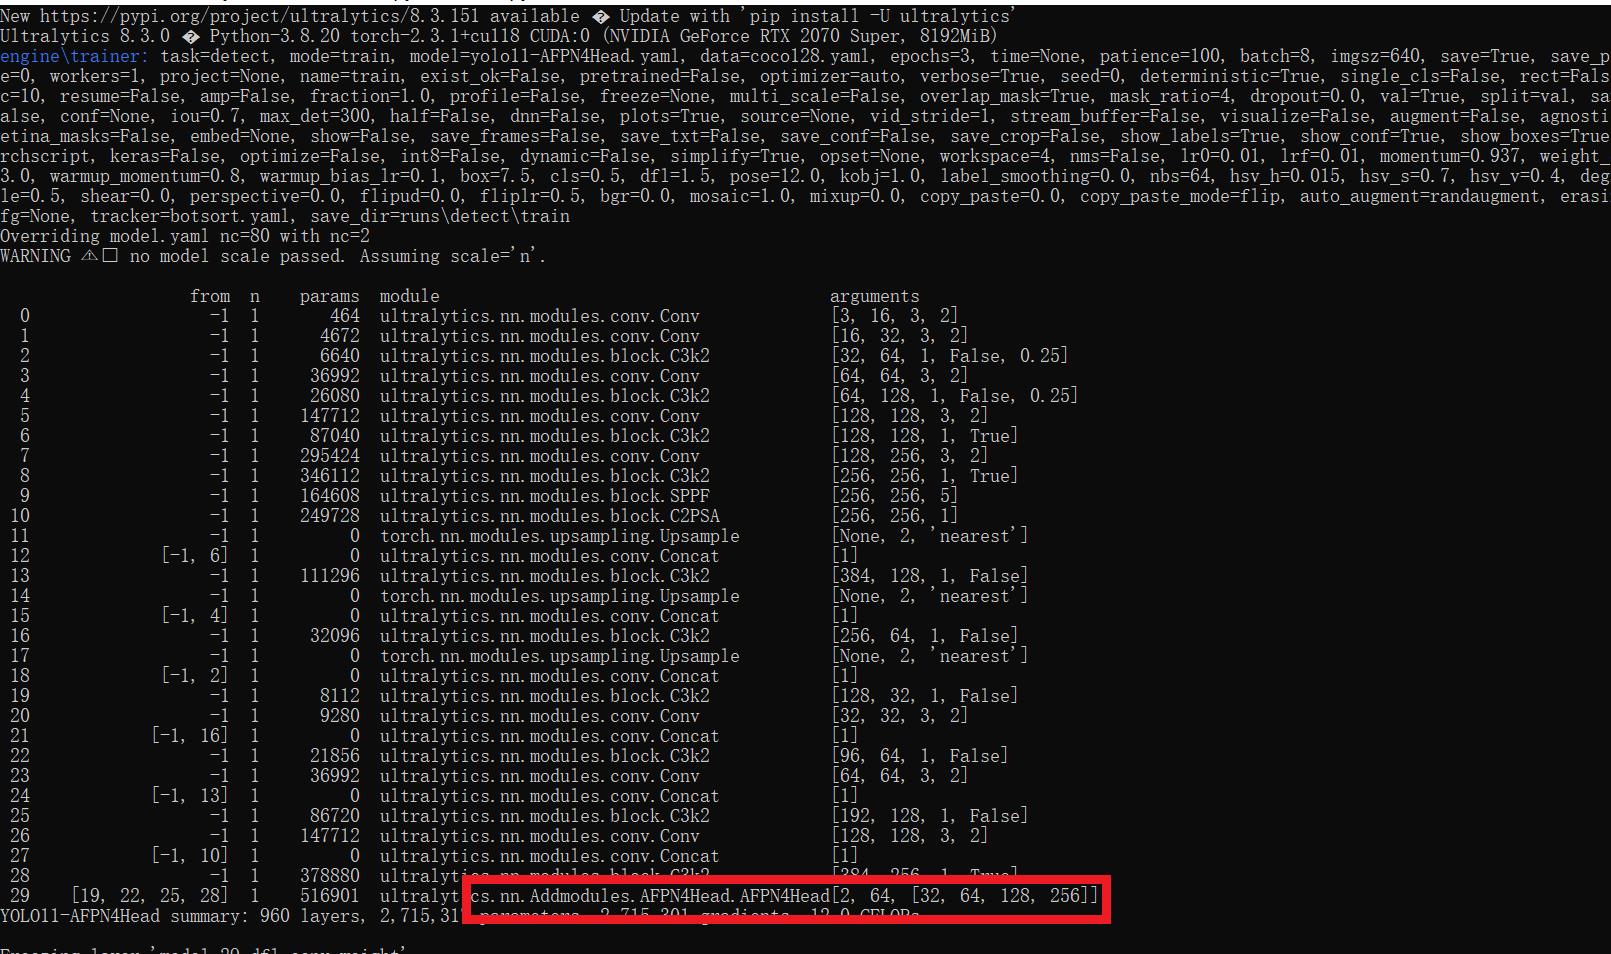 New https://pypi.org/project/ultralytics/8.3.151 available � Update with 'pip install -U ultralytics'
Ultralytics 8.3.0 � Python-3.8.20 torch-2.3.1+cu118 CUDA:0 (NVIDIA GeForce RTX 2070 Super, 8192MiB)
engine\trainer: task=detect, mode=train, model=yolo11-AFPN4Head.yaml, data=coco128.yaml, epochs=3, time=None, patience=100, batch=8, imgsz=640, save=True, save_p
e=0, workers=1, project=None, name=train, exist_ok=False, pretrained=False, optimizer=auto, verbose=True, seed=0, deterministic=True, single_cls=False, rect=Fals
c=10, resume=False, amp=False, fraction=1.0, profile=False, freeze=None, multi_scale=False, overlap_mask=True, mask_ratio=4, dropout=0.0, val=True, split=val, sa
alse, conf=None, iou=0.7, max_det=300, half=False, dnn=False, plots=True, source=None, vid_stride=1, stream_buffer=False, visualize=False, augment=False, agnosti
etina_masks=False, embed=None, show=False, save_frames=False, save_txt=False, save_conf=False, save_crop=False, show_labels=True, show_conf=True, show_boxes=True
rchscript, keras=False, optimize=False, int8=False, dynamic=False, simplify=True, opset=None, workspace=4, nms=False, lr0=0.01, lrf=0.01, momentum=0.937, weight_
3.0, warmup_momentum=0.8, warmup_bias_lr=0.1, box=7.5, cls=0.5, dfl=1.5, pose=12.0, kobj=1.0, label_smoothing=0.0, nbs=64, hsv_h=0.015, hsv_s=0.7, hsv_v=0.4, deg
le=0.5, shear=0.0, perspective=0.0, flipud=0.0, fliplr=0.5, bgr=0.0, mosaic=1.0, mixup=0.0, copy_paste=0.0, copy_paste_mode=flip, auto_augment=randaugment, erasi
fg=None, tracker=botsort.yaml, save_dir=runs\detect\train
Overriding model.yaml nc=80 with nc=2
WARNING ⚠□ no model scale passed. Assuming scale='n'.
from n params module arguments
0 -1 1 464 ultralytics.nn.modules.conv.Conv [3, 16, 3, 2]
1 -1 1 4672 ultralytics.nn.modules.conv.Conv [16, 32, 3, 2]
2 -1 1 6640 ultralytics.nn.modules.block.C3k2 [32, 64, 1, False, 0.25]
3 -1 1 36992 ultralytics.nn.modules.conv.Conv [64, 64, 3, 2]
4 -1 1 26080 ultralytics.nn.modules.block.C3k2 [64, 128, 1, False, 0.25]
5 -1 1 147712 ultralytics.nn.modules.conv.Conv [128, 128, 3, 2]
6 -1 1 87040 ultralytics.nn.modules.block.C3k2 [128, 128, 1, True]
7 -1 1 295424 ultralytics.nn.modules.conv.Conv [128, 256, 3, 2]
8 -1 1 346112 ultralytics.nn.modules.block.C3k2 [256, 256, 1, True]
9 -1 1 164608 ultralytics.nn.modules.block.SPPF [256, 256, 5]
10 -1 1 249728 ultralytics.nn.modules.block.C2PSA [256, 256, 1]
11 -1 1 0 torch.nn.modules.upsampling.Upsample [None, 2, 'nearest']
12 [-1, 6] 1 0 ultralytics.nn.modules.conv.Concat [1]
13 -1 1 111296 ultralytics.nn.modules.block.C3k2 [384, 128, 1, False]
14 -1 1 0 torch.nn.modules.upsampling.Upsample [None, 2, 'nearest']
15 [-1, 4] 1 0 ultralytics.nn.modules.conv.Concat [1]
16 -1 1 32096 ultralytics.nn.modules.block.C3k2 [256, 64, 1, False]
17 -1 1 0 torch.nn.modules.upsampling.Upsample [None, 2, 'nearest']
18 [-1, 2] 1 0 ultralytics.nn.modules.conv.Concat [1]
19 -1 1 8112 ultralytics.nn.modules.block.C3k2 [128, 32, 1, False]
20 -1 1 9280 ultralytics.nn.modules.conv.Conv [32, 32, 3, 2]
21 [-1, 16] 1 0 ultralytics.nn.modules.conv.Concat [1]
22 -1 1 21856 ultralytics.nn.modules.block.C3k2 [96, 64, 1, False]
23 -1 1 36992 ultralytics.nn.modules.conv.Conv [64, 64, 3, 2]
24 [-1, 13] 1 0 ultralytics.nn.modules.conv.Concat [1]
25 -1 1 86720 ultralytics.nn.modules.block.C3k2 [192, 128, 1, False]
26 -1 1 147712 ultralytics.nn.modules.conv.Conv [128, 128, 3, 2]
27 [-1, 10] 1 0 ultralytics.nn.modules.conv.Concat [1]
28 -1 1 378880 ultralytics.nn.modules.block.C3k2 [384, 256, 1, True]
29 [19, 22, 25, 28] 1 516901 ultralytics.nn.Addmodules.AFPN4Head.AFPN4Head[2, 64, [32, 64, 128, 256]]
YOLO11-AFPN4Head summary: 960 layers, 2,715,31 parameters, 2,715,301 gradients, 12.0 GFLOPs
Freezing layer 'model.29.dfl.conv.weight'